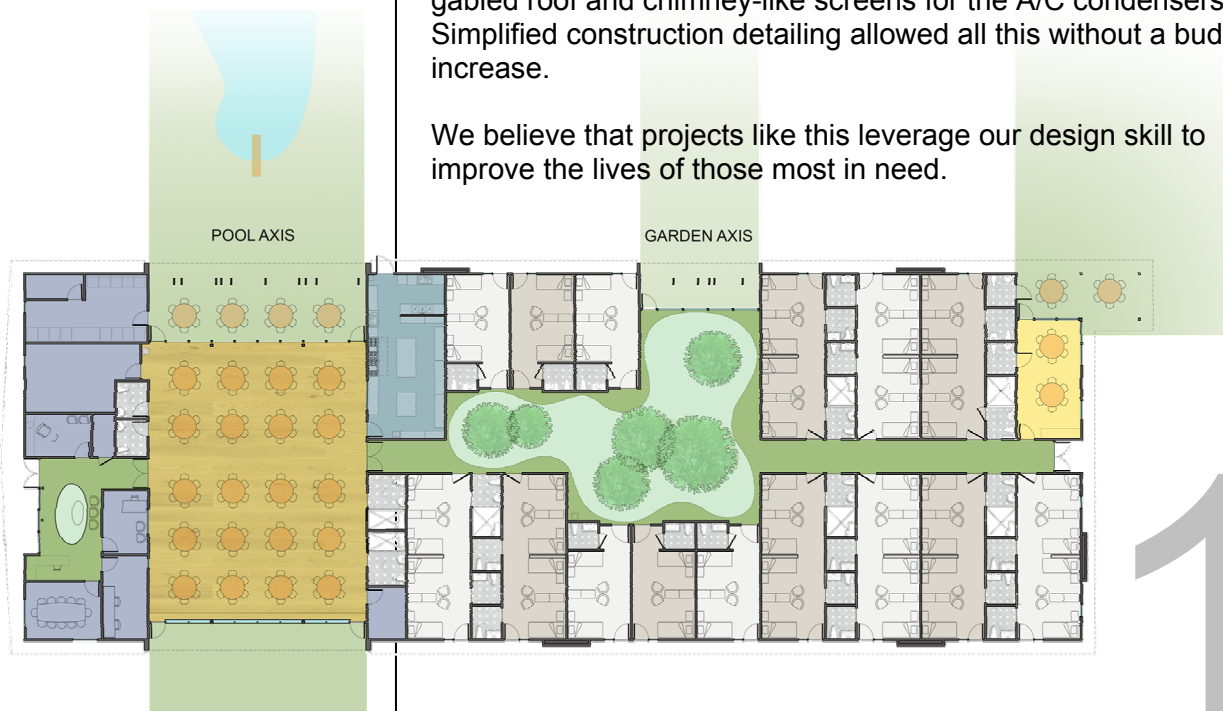 gabled roof and chimney-like screens for the A/C condensers
Simplified construction detailing allowed all this without a bud
increase.
We believe that projects like this leverage our design skill to
improve the lives of those most in need.
POOL AXIS
GARDEN AXIS
1